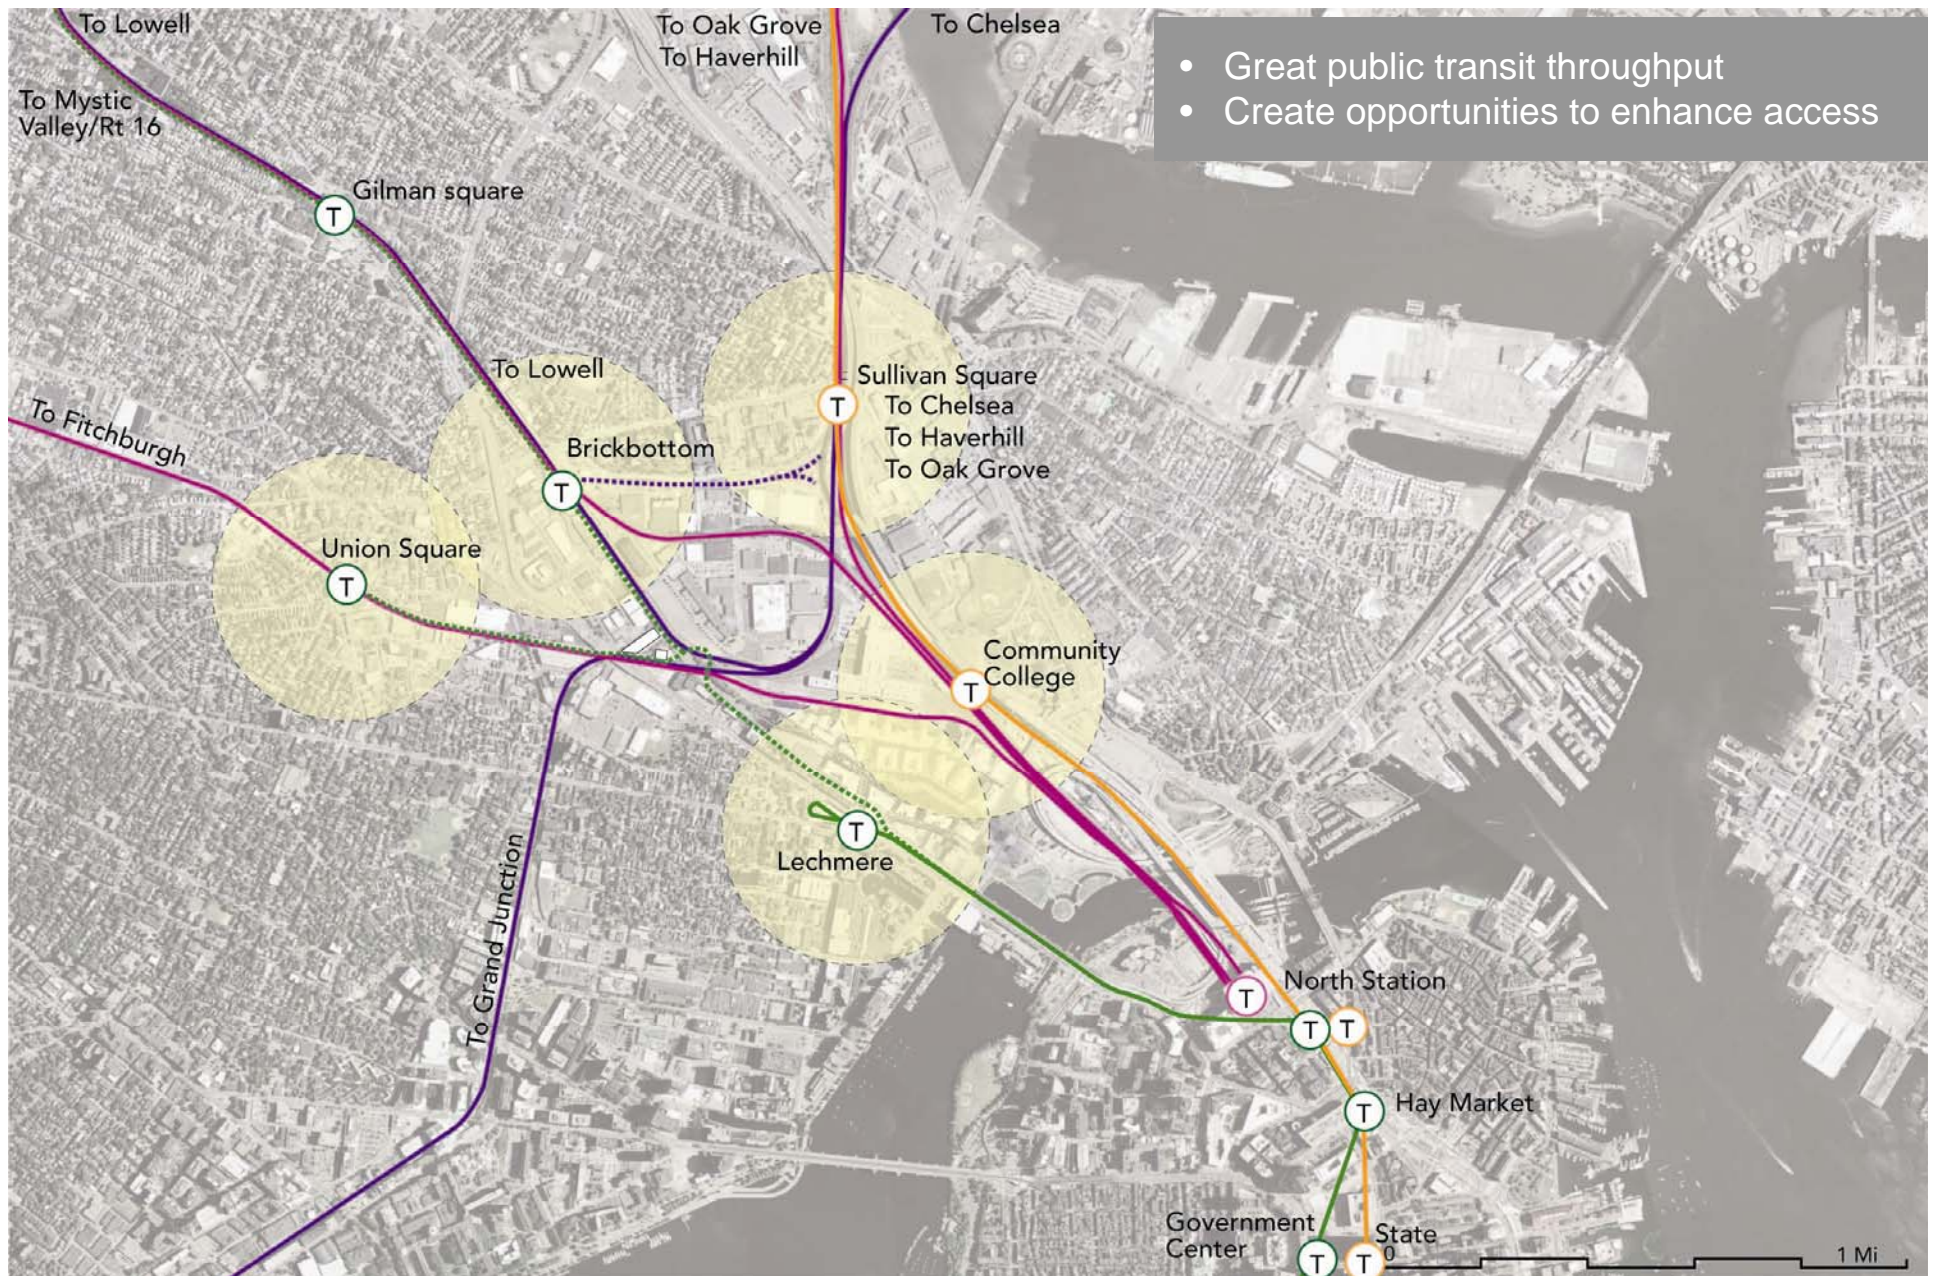 To Lowell
To Oak Grove
To Haverhill
To Chelsea
• Great public transit throughput
• Create opportunities to enhance access
To Mystic
Valley/Rt 16
T
Gilman square
To Lowell
Sullivan Square
T
To Chelsea
To Haverhill
To Oak Grove
To Fitchburgh
Brickbottom
T
Union Square
T
Community
College
T
T
Lechmere
To Grand Junction
North Station
T
T
T
T
Hay Market
Government
Center
T
State
T
0
1 Mi